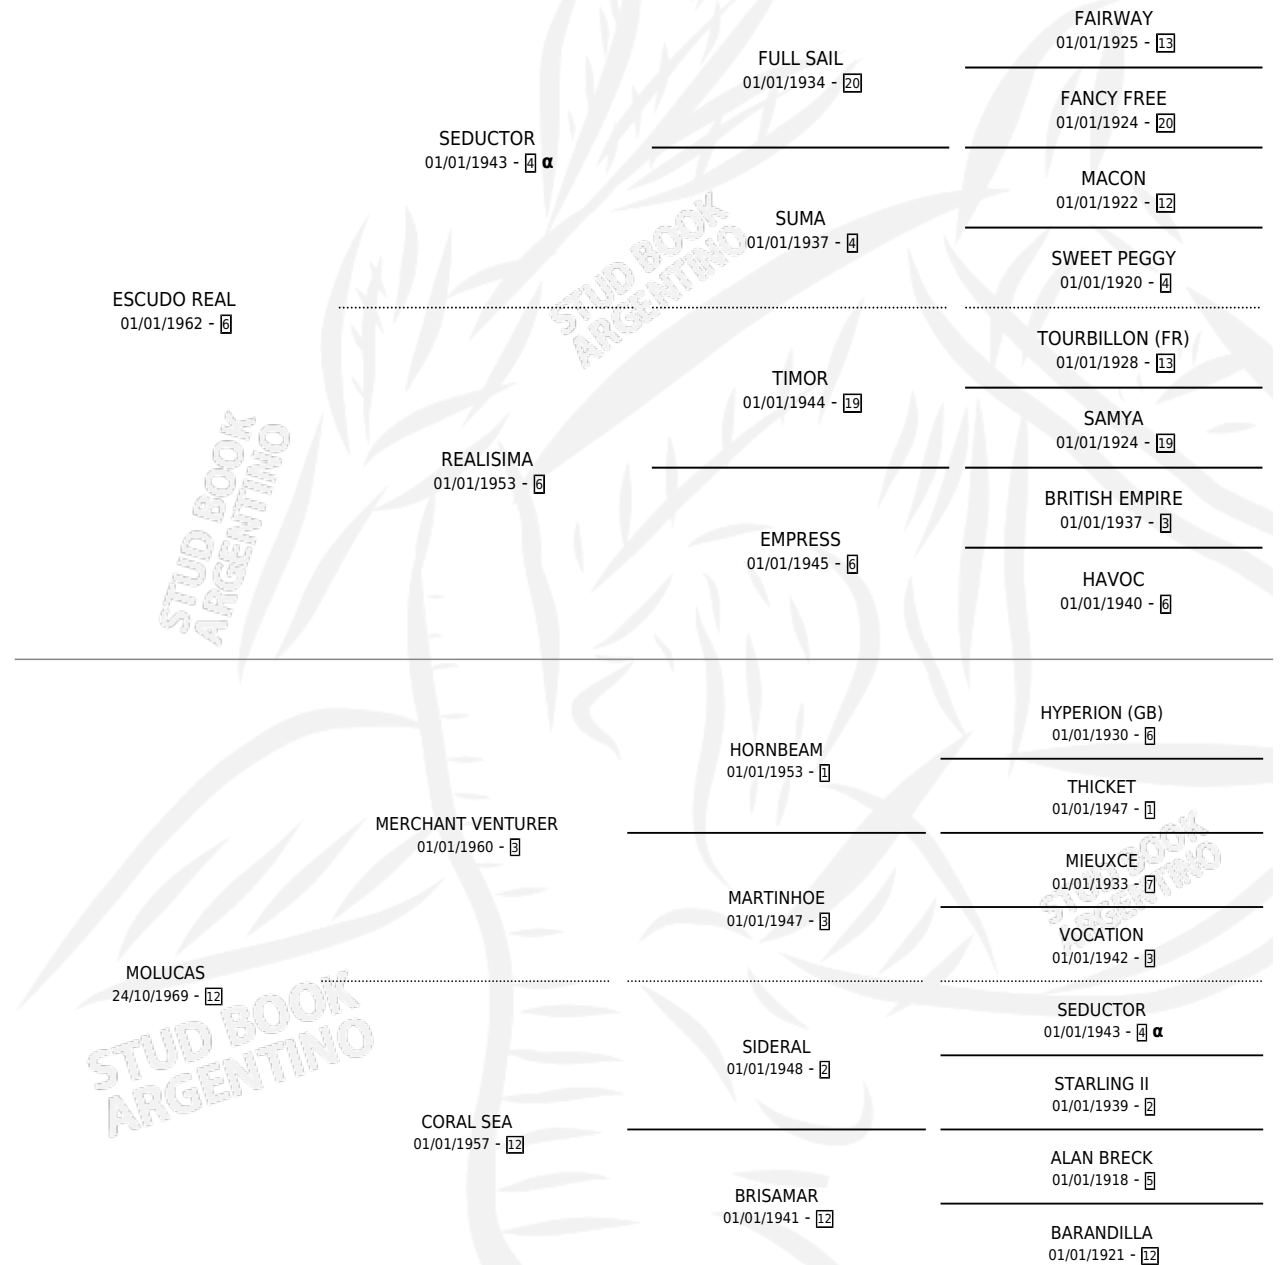 FAIRWAY
01/01/1925 - 13
FULL SAIL
01/01/1934 - 20
FANCY FREE
01/01/1924 - 20
SEDUCTOR
01/01/1943 - 4 α
MACON
01/01/1922 - 12
SUMA
01/01/1937 - 4
SWEET PEGGY
01/01/1920 - 4
ESCUDO REAL
01/01/1962 - 6
TOURBILLON (FR)
01/01/1928 - 13
TIMOR
01/01/1944 - 19
SAMYA
01/01/1924 - 19
REALISIMA
01/01/1953 - 6
BRITISH EMPIRE
01/01/1937 - 3
EMPRESS
01/01/1945 - 6
HAVOC
01/01/1940 - 6
HYPERION (GB)
01/01/1930 - 6
HORNBEAM
01/01/1953 - 1
THICKET
01/01/1947 - 1
MERCHANT VENTURER
01/01/1960 - 3
MIEUXCE
01/01/1933 - 7
MARTINHOE
01/01/1947 - 3
VOCATION
01/01/1942 - 3
MOLUCAS
24/10/1969 - 12
SEDUCTOR
01/01/1943 - 4 α
SIDERAL
01/01/1948 - 2
STARLING II
01/01/1939 - 2
CORAL SEA
01/01/1957 - 12
ALAN BRECK
01/01/1918 - 5
BRISAMAR
01/01/1941 - 12
BARANDILLA
01/01/1921 - 12
STUD BOOK
ARGENTINO
STUD BOOK
ARGENTINO
STUD BOOK
ARGENTINO
STUD BOOK
ARGENTINO